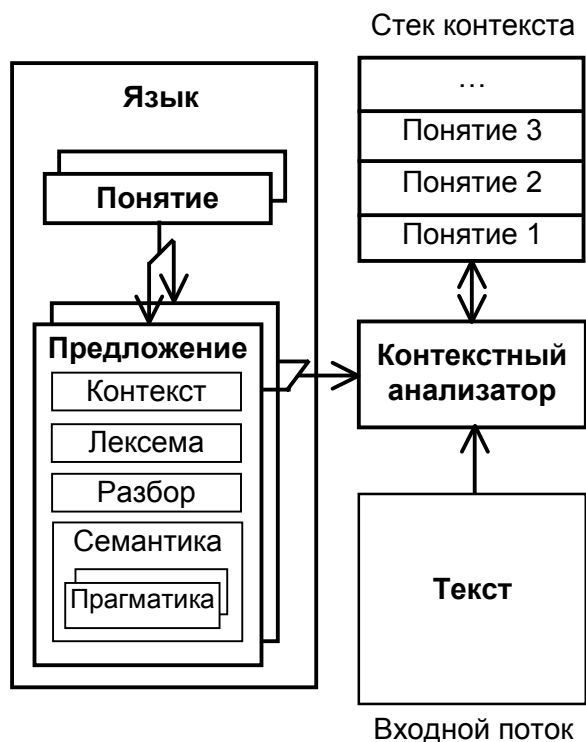 Стек контекста
Язык
…
Понятие 3
Понятие 2
Понятие 1
Понятие
Предложение
Контекст
Лексема
Разбор
Семантика
Прагматика
Контекстный
анализатор
Текст
Входной поток